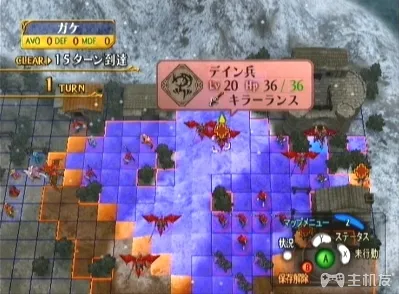 ガケ
AVO 0 DEF 0 MDF 0
CLEAR▶15ターン到達
1 TURN
デイン兵
Lv 20 Hp 36 / 36
キラーランス
マップメニュー
ステータス
状況
A
未行動
保存解除
主机友